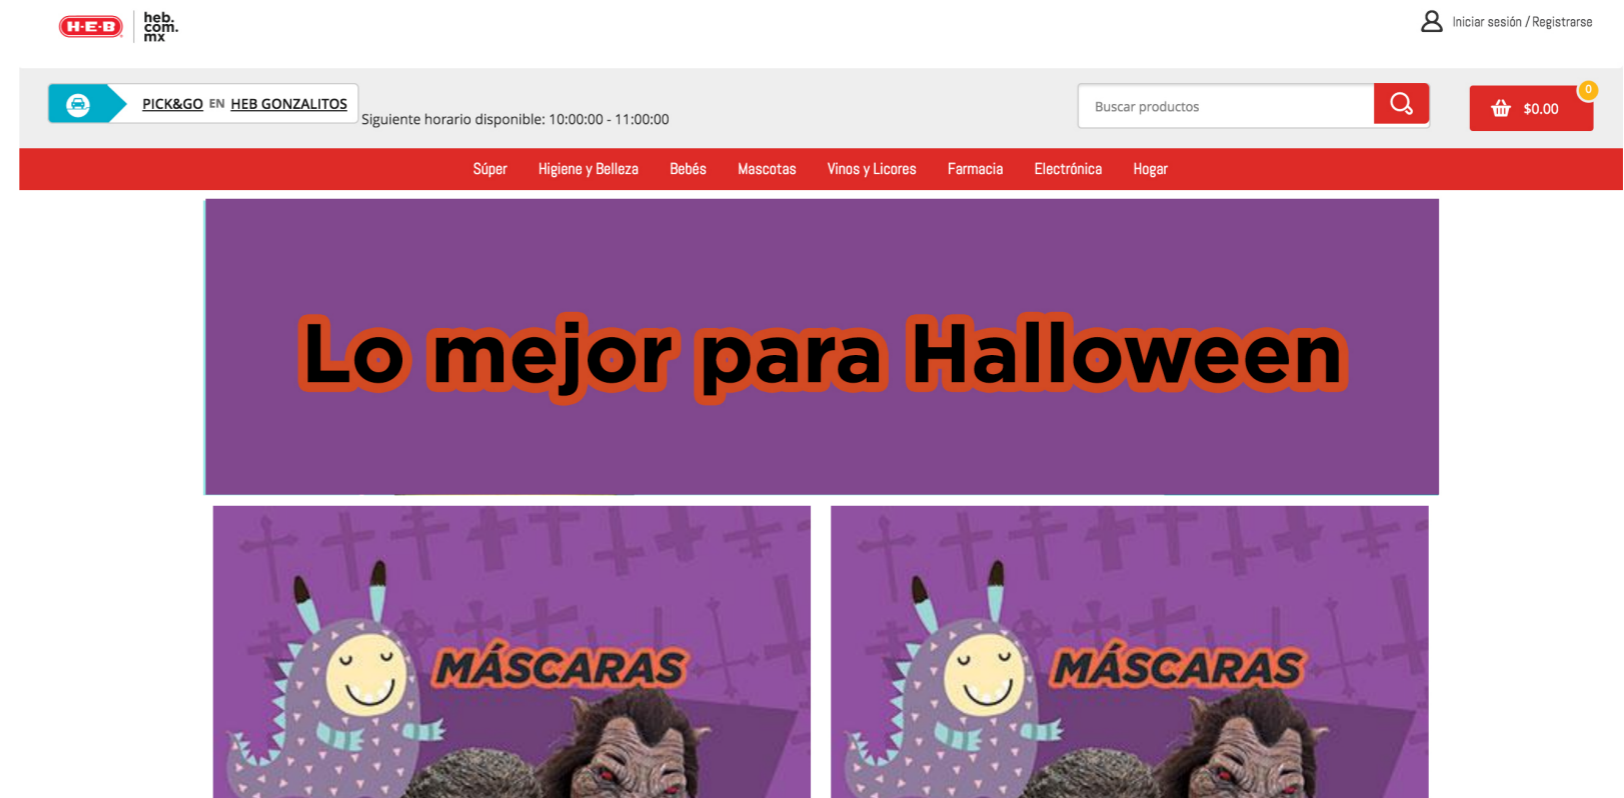 H-E-B
heb.
com.
mx
Iniciar sesión / Registrarse
PICK&GO EN HEB GONZALITOS
Siguiente horario disponible: 10:00:00 - 11:00:00
Buscar productos
0
$0.00
Súper Higiene y Belleza Bebés Mascotas Vinos y Licores Farmacia Electrónica Hogar
Lo mejor para Halloween
MÁSCARAS
MÁSCARAS